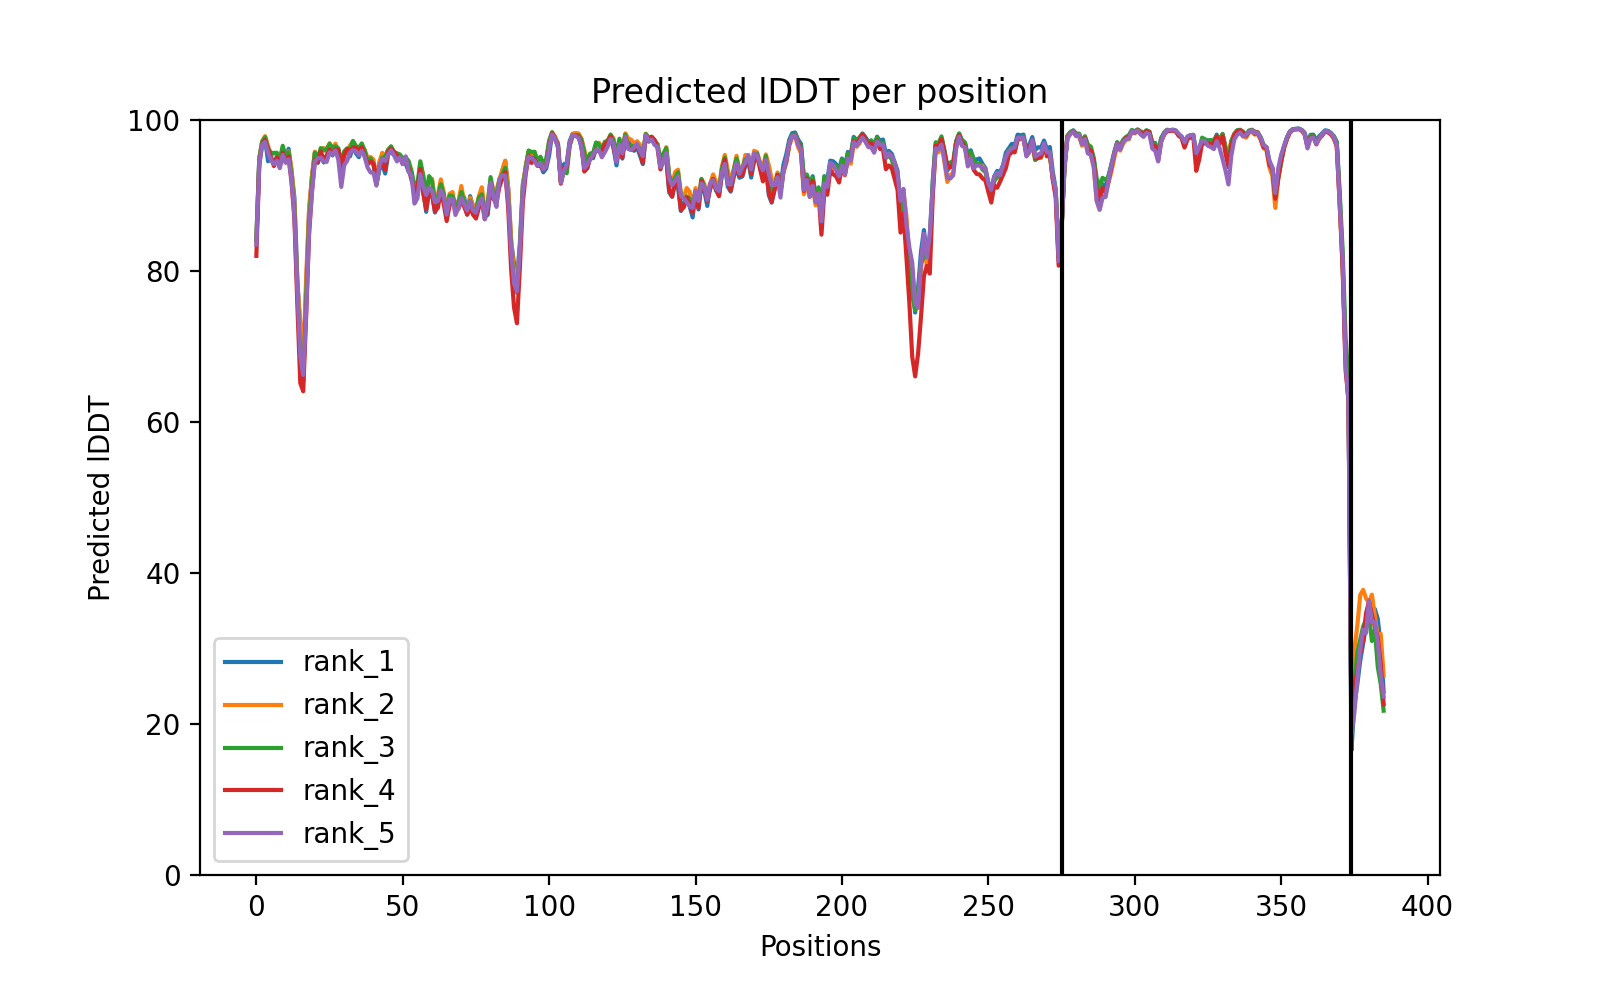 Predicted lDDT per position
100
80
60
40
20
0
Predicted lDDT
rank_1
rank_2
rank_3
rank_4
rank_5
0 50 100 150 200 250 300 350 400
Positions